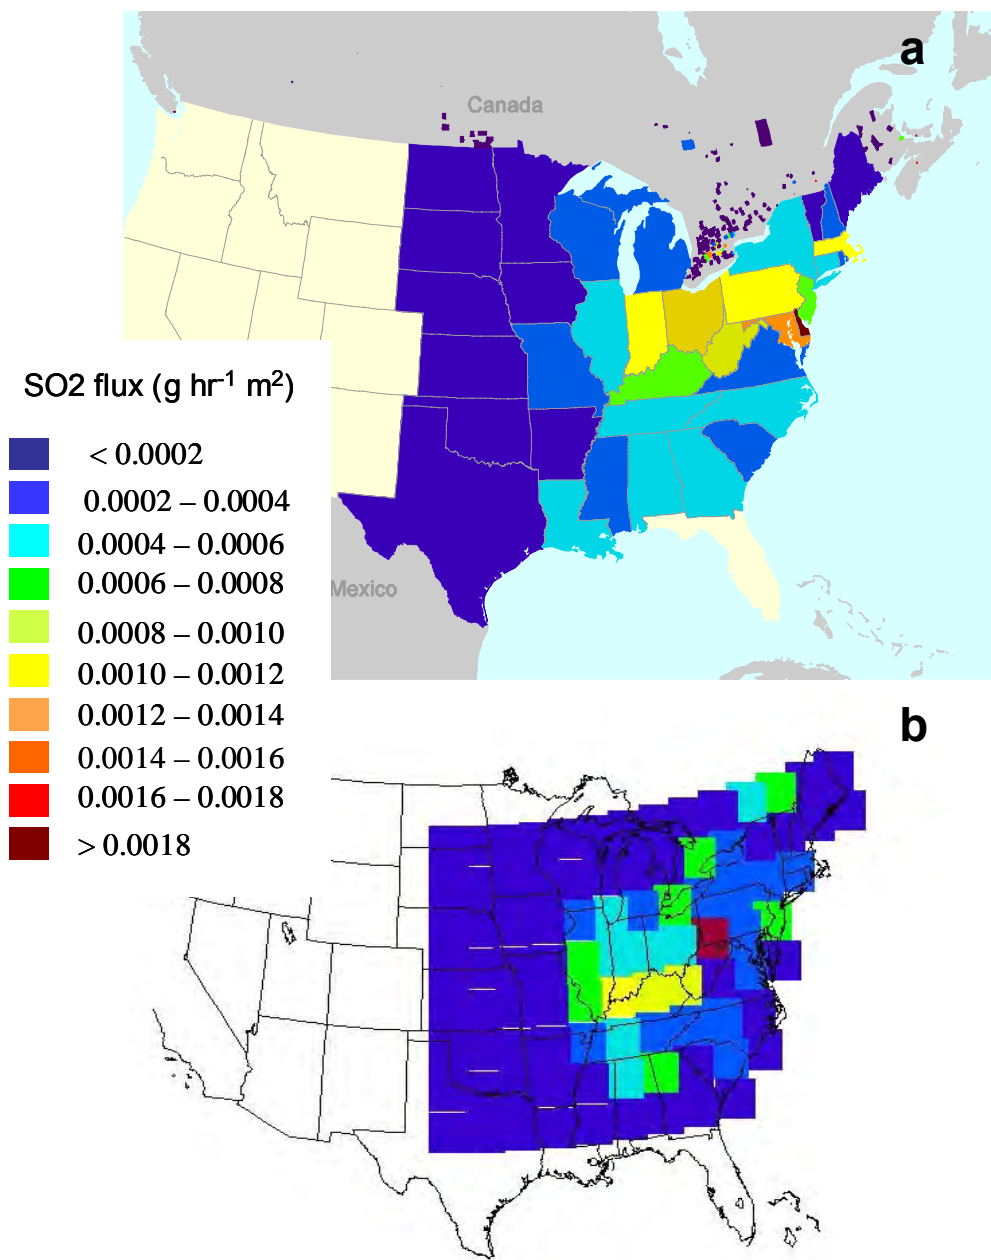 a
Canada
SO2 flux (g hr-1 m2)
< 0.0002
0.0002 – 0.0004
0.0004 – 0.0006
0.0006 – 0.0008
Mexico
0.0008 – 0.0010
0.0010 – 0.0012
0.0012 – 0.0014
b
0.0014 – 0.0016
0.0016 – 0.0018
> 0.0018